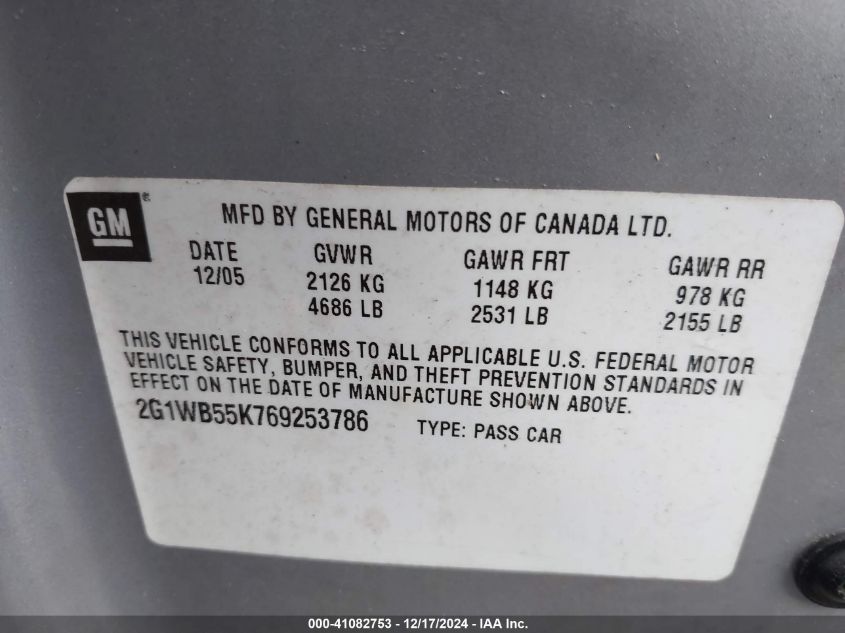 GM®
MFD BY GENERAL MOTORS OF CANADA LTD.
DATE GVWR GAWR FRT GAWR RR
12/05 2126 KG 1148 KG 978 KG
4686 LB 2531 LB 2155 LB
THIS VEHICLE CONFORMS TO ALL APPLICABLE U.S. FEDERAL MOTOR
VEHICLE SAFETY, BUMPER, AND THEFT PREVENTION STANDARDS IN
EFFECT ON THE DATE OF MANUFACTURE SHOWN ABOVE.
2G1WB55K769253786 TYPE: PASS CAR
000-41082753 - 12/17/2024 - IAA Inc.